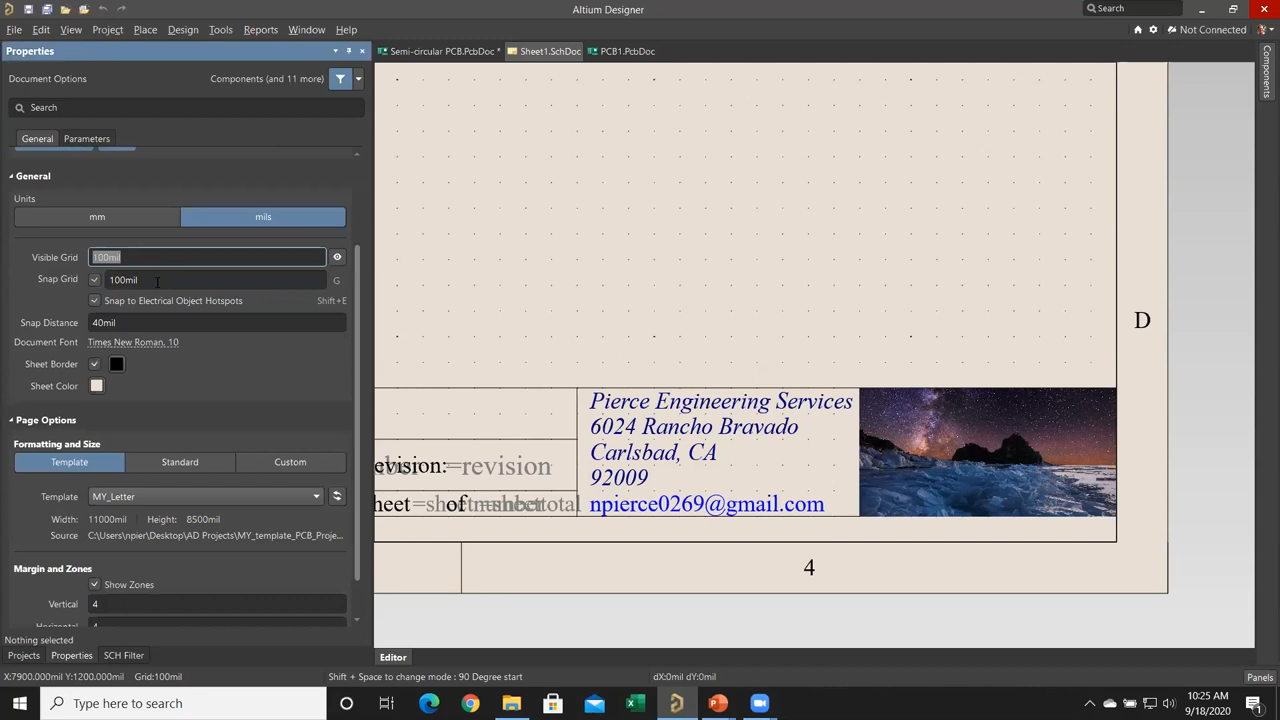 Altium Designer
Search
File Edit View Project Place Design Tools Reports Window Help
Not Connected
Properties
Semi-circular PCB.PcbDoc *
Sheet1.SchDoc
PCB1.PcbDoc
Components
Document Options
Components (and 11 more)
Search
General
Parameters
General
Units
mm
mils
Visible Grid
100mil
Snap Grid
100mil
G
Snap to Electrical Object Hotspots
Shift+E
Snap Distance
40mil
Document Font
Times New Roman, 10
Sheet Border
Sheet Color
Page Options
Formatting and Size
Template
Standard
Custom
Template
MY_Letter
Width: 11000mil Height: 8500mil
Source C:\Users\npier\Desktop\AD Projects\MY_template_PCB_Proje...
Margin and Zones
Show Zones
Vertical
4
Horizontal
4
Nothing selected
D
Pierce Engineering Services
6024 Rancho Bravado
Carlsbad, CA
92009
npierce0269@gmail.com
evision: =revision
heet of
4
Projects
Properties
SCH Filter
Editor
X:7900.000mil Y:1200.000mil Grid:100mil
Shift + Space to change mode : 90 Degree start
dX:0mil dY:0mil
Panels
Type here to search
10:25 AM
9/18/2020
1